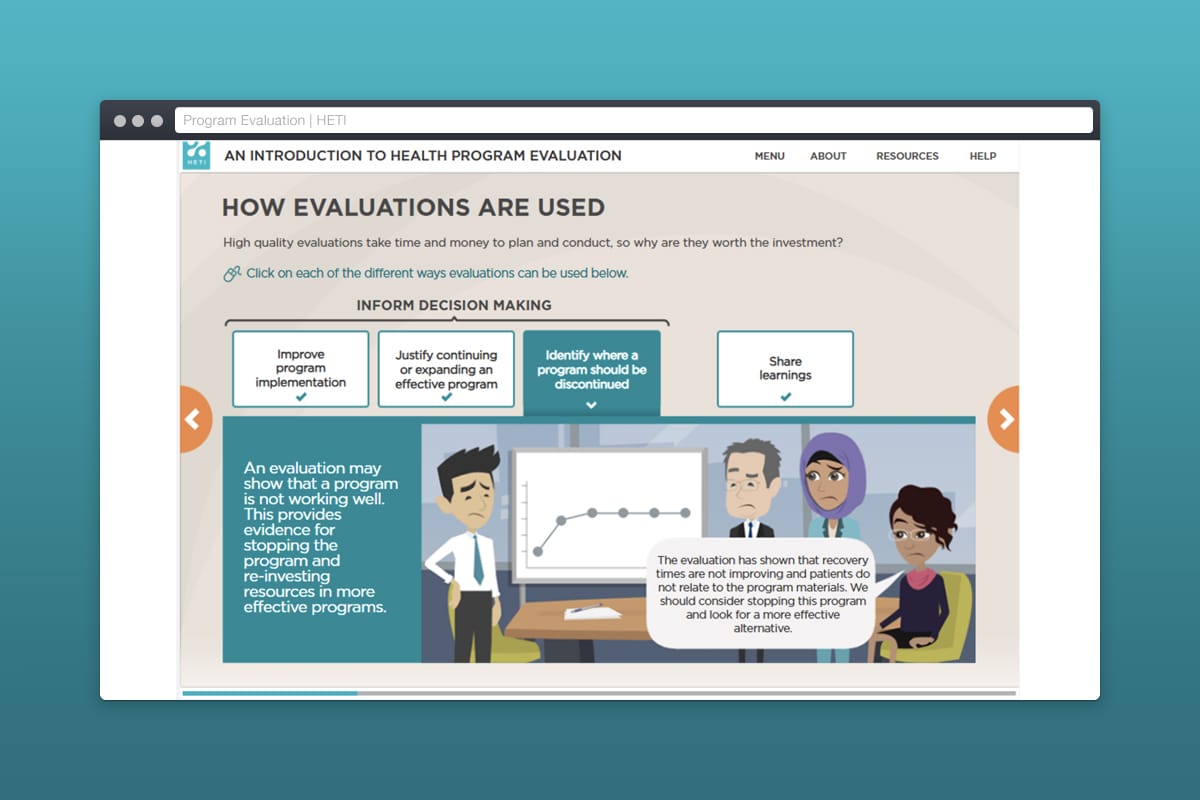 Program Evaluation | HETI
HETI
AN INTRODUCTION TO HEALTH PROGRAM EVALUATION
MENU
ABOUT
RESOURCES
HELP
HOW EVALUATIONS ARE USED
High quality evaluations take time and money to plan and conduct, so why are they worth the investment?
Click on each of the different ways evaluations can be used below.
INFORM DECISION MAKING
Improve
program
implementation
Justify continuing
or expanding an
effective program
Identify where a
program should be
discontinued
Share
learnings
An evaluation may
show that a program
is not working well.
This provides
evidence for
stopping the
program and
re-investing
resources in more
effective programs.
The evaluation has shown that recovery
times are not improving and patients do
not relate to the program materials. We
should consider stopping this program
and look for a more effective
alternative.